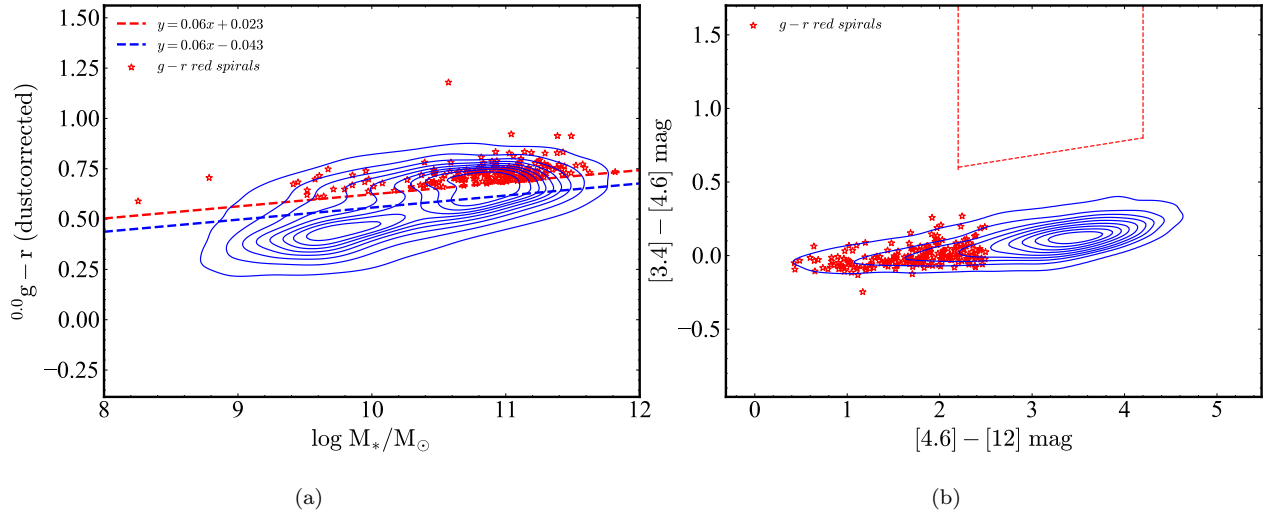 y = 0.06x + 0.023
y = 0.06x − 0.043
g − r red spirals
1.50
1.25
1.00
0.75
0.50
0.25
0.00
−0.25
8
9
10
11
12
0.0g − r (dustcorrected)
log M*/M⊙
(a)
g − r red spirals
1.5
1.0
0.5
0.0
−0.5
0
1
2
3
4
5
[3.4] − [4.6] mag
[4.6] − [12] mag
(b)